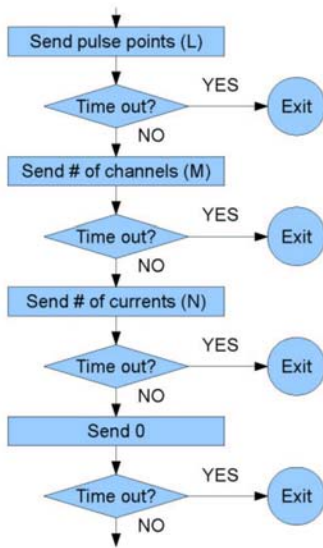 Send pulse points (L)
YES
Time out?
Exit
NO
Send # of channels (M)
YES
Time out?
Exit
NO
Send # of currents (N)
YES
Time out?
Exit
NO
Send 0
YES
Time out?
Exit
NO